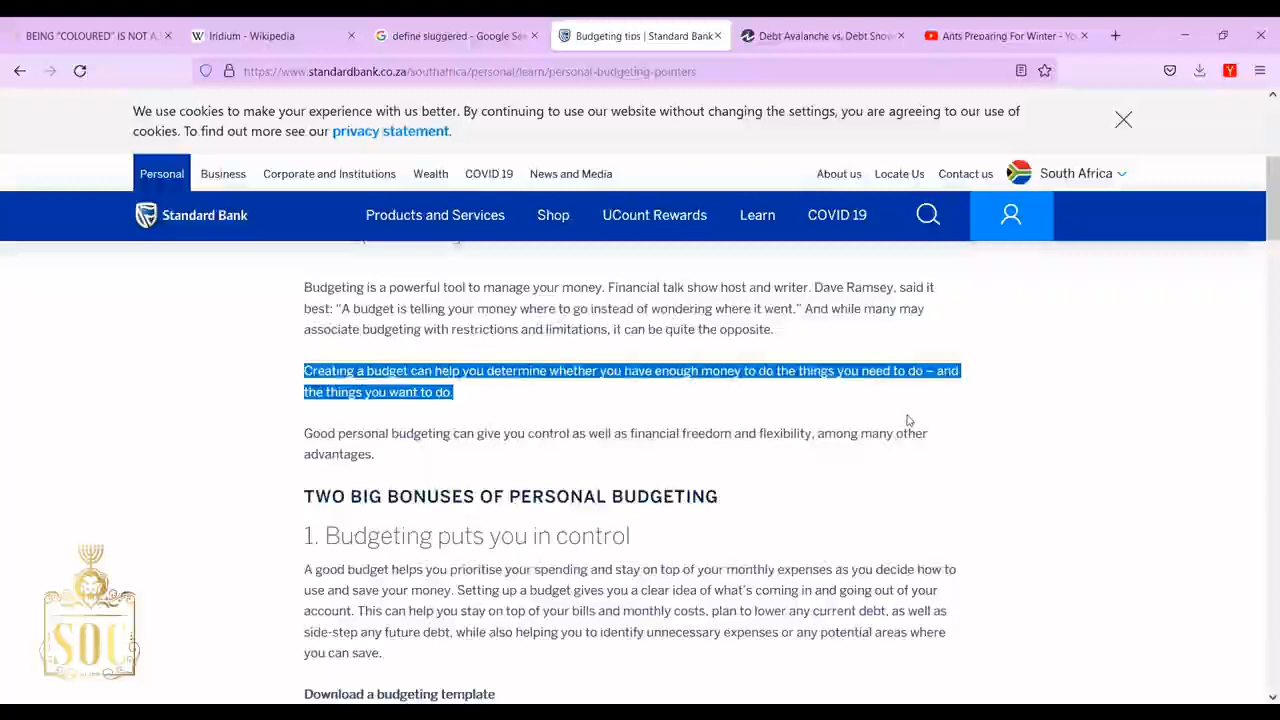 BEING "COLOURED" IS NOT A
Iridium - Wikipedia
define sluggered - Google Se
Budgeting tips | Standard Bank
Debt Avalanche vs. Debt Snow
Ants Preparing For Winter - Yo
https://www.standardbank.co.za/southafrica/personal/learn/personal-budgeting-pointers
We use cookies to make your experience with us better. By continuing to use our website without changing the settings, you are agreeing to our use of
cookies. To find out more see our privacy statement.
Personal Business Corporate and Institutions Wealth COVID 19 News and Media About us Locate Us Contact us South Africa
Standard Bank Products and Services Shop UCount Rewards Learn COVID 19
Budgeting is a powerful tool to manage your money. Financial talk show host and writer. Dave Ramsey, said it
best: “A budget is telling your money where to go instead of wondering where it went.” And while many may
associate budgeting with restrictions and limitations, it can be quite the opposite.
Creating a budget can help you determine whether you have enough money to do the things you need to do – and
the things you want to do.
Good personal budgeting can give you control as well as financial freedom and flexibility, among many other
advantages.
TWO BIG BONUSES OF PERSONAL BUDGETING
1. Budgeting puts you in control
A good budget helps you prioritise your spending and stay on top of your monthly expenses as you decide how to
use and save your money. Setting up a budget gives you a clear idea of what's coming in and going out of your
account. This can help you stay on top of your bills and monthly costs, plan to lower any current debt, as well as
side-step any future debt, while also helping you to identify unnecessary expenses or any potential areas where
you can save.
Download a budgeting template
SOC